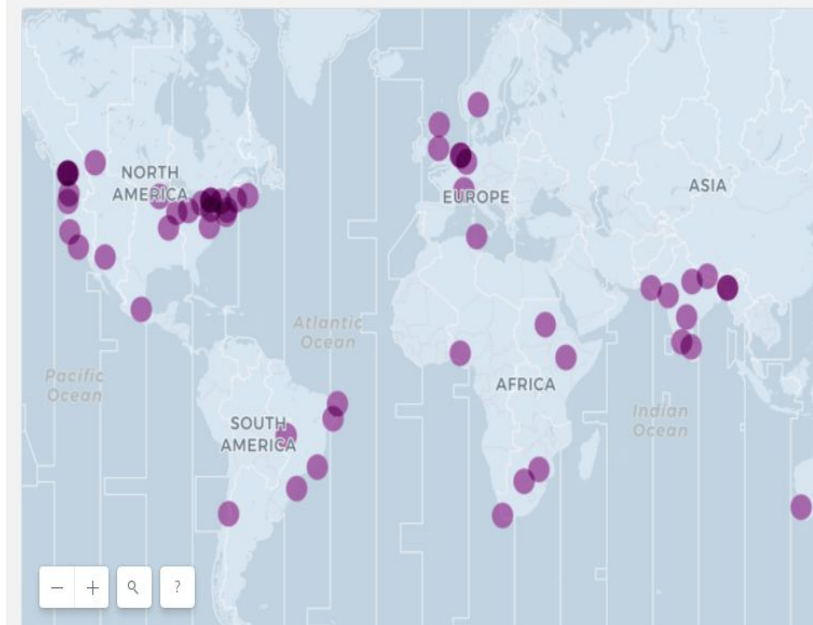 NORTH
AMERICA
EUROPE
ASIA
Atlantic
Ocean
Pacific
Ocean
AFRICA
SOUTH
AMERICA
Indian
Ocean
− +
?